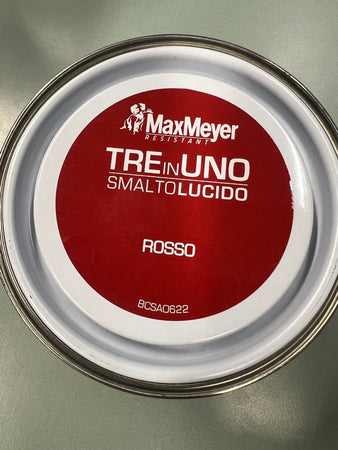 MaxMeyer
RESISTANT
TRE IN UNO
SMALTO LUCIDO
ROSSO
BCSA0622